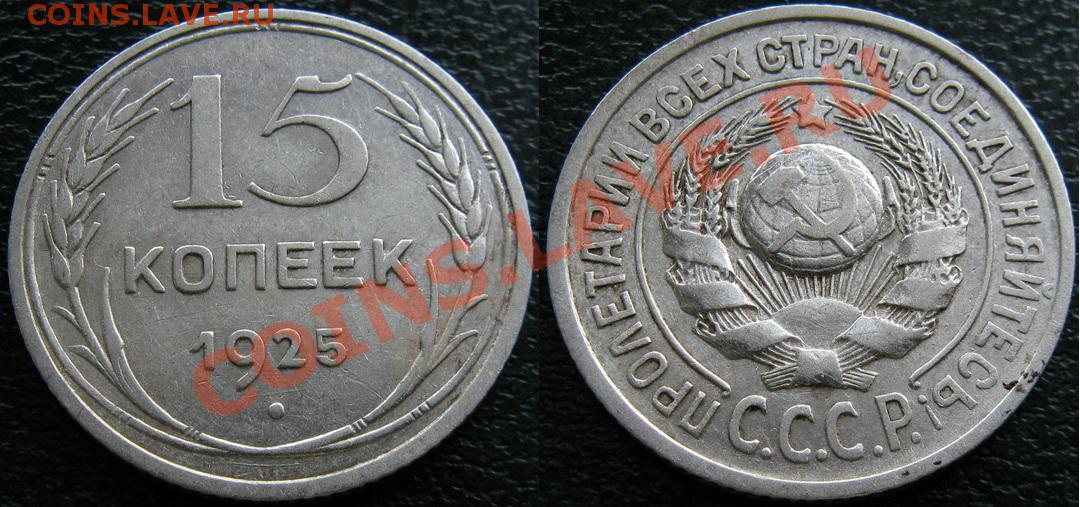 COINS.LAVE.RU
15
КОПЕЕК
1925
ПРОЛЕТАРИИ ВСЕХ СТРАН, СОЕДИНЯЙТЕСЬ!
С.С.С.Р.
COINS.LAVE.RU